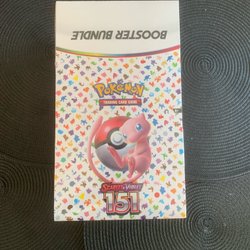 BOOSTER BUNDLE
POKÉMON
TRADING CARD GAME
SCARLET & VIOLET
151